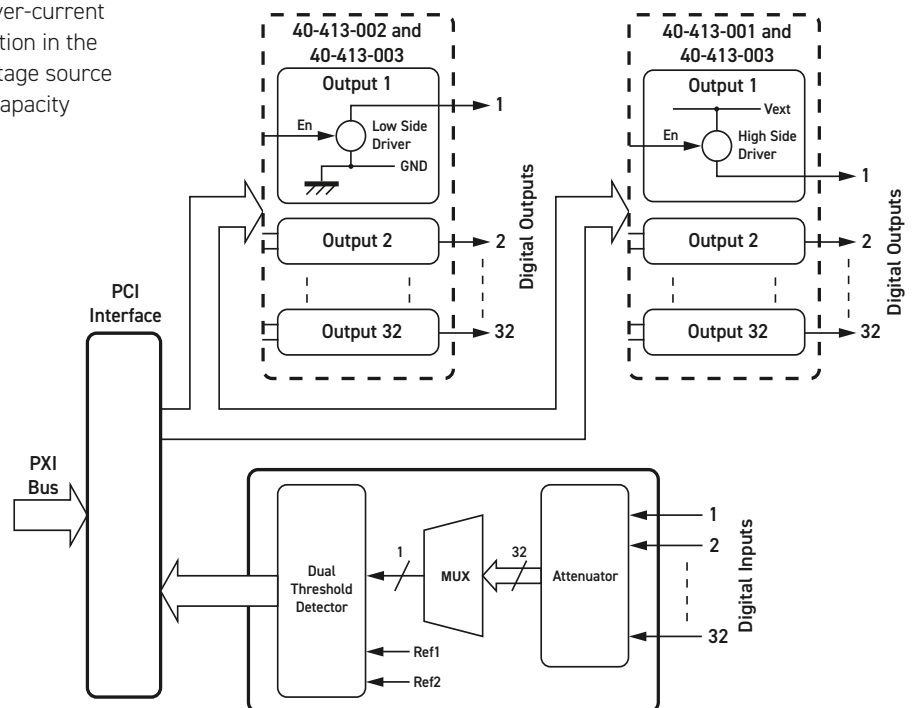 ver-current
tion in the
tage source
apacity
40-413-002 and
40-413-003
Output 1
En
Low Side
Driver
GND
1
Output 2
2
Output 32
32
Digital Outputs
40-413-001 and
40-413-003
Output 1
Vext
En
High Side
Driver
1
Output 2
2
Output 32
32
Digital Outputs
PCI
Interface
PXI
Bus
Dual
Threshold
Detector
1
MUX
32
Attenuator
1
2
32
Digital Inputs
Ref1
Ref2